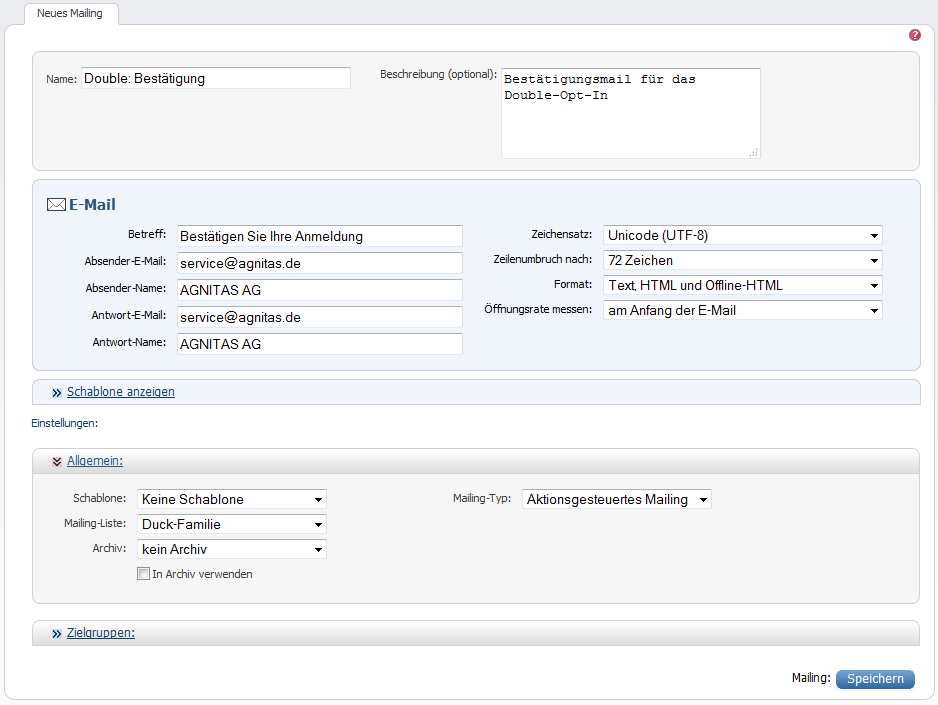 Neues Mailing
?
Name: Double: Bestätigung
Beschreibung (optional): Bestätigungsmail für das
Double-Opt-In
E-Mail
Betreff: Bestätigen Sie Ihre Anmeldung
Absender-E-Mail: service@agnitas.de
Absender-Name: AGNITAS AG
Antwort-E-Mail: service@agnitas.de
Antwort-Name: AGNITAS AG
Zeichensatz: Unicode (UTF-8)
Zeilenumbruch nach: 72 Zeichen
Format: Text, HTML und Offline-HTML
Öffnungsrate messen: am Anfang der E-Mail
Schablone anzeigen
Einstellungen:
Allgemein:
Schablone: Keine Schablone
Mailing-Liste: Duck-Familie
Archiv: kein Archiv
In Archiv verwenden
Mailing-Typ: Aktionsgesteuertes Mailing
Zielgruppen:
Mailing: Speichern